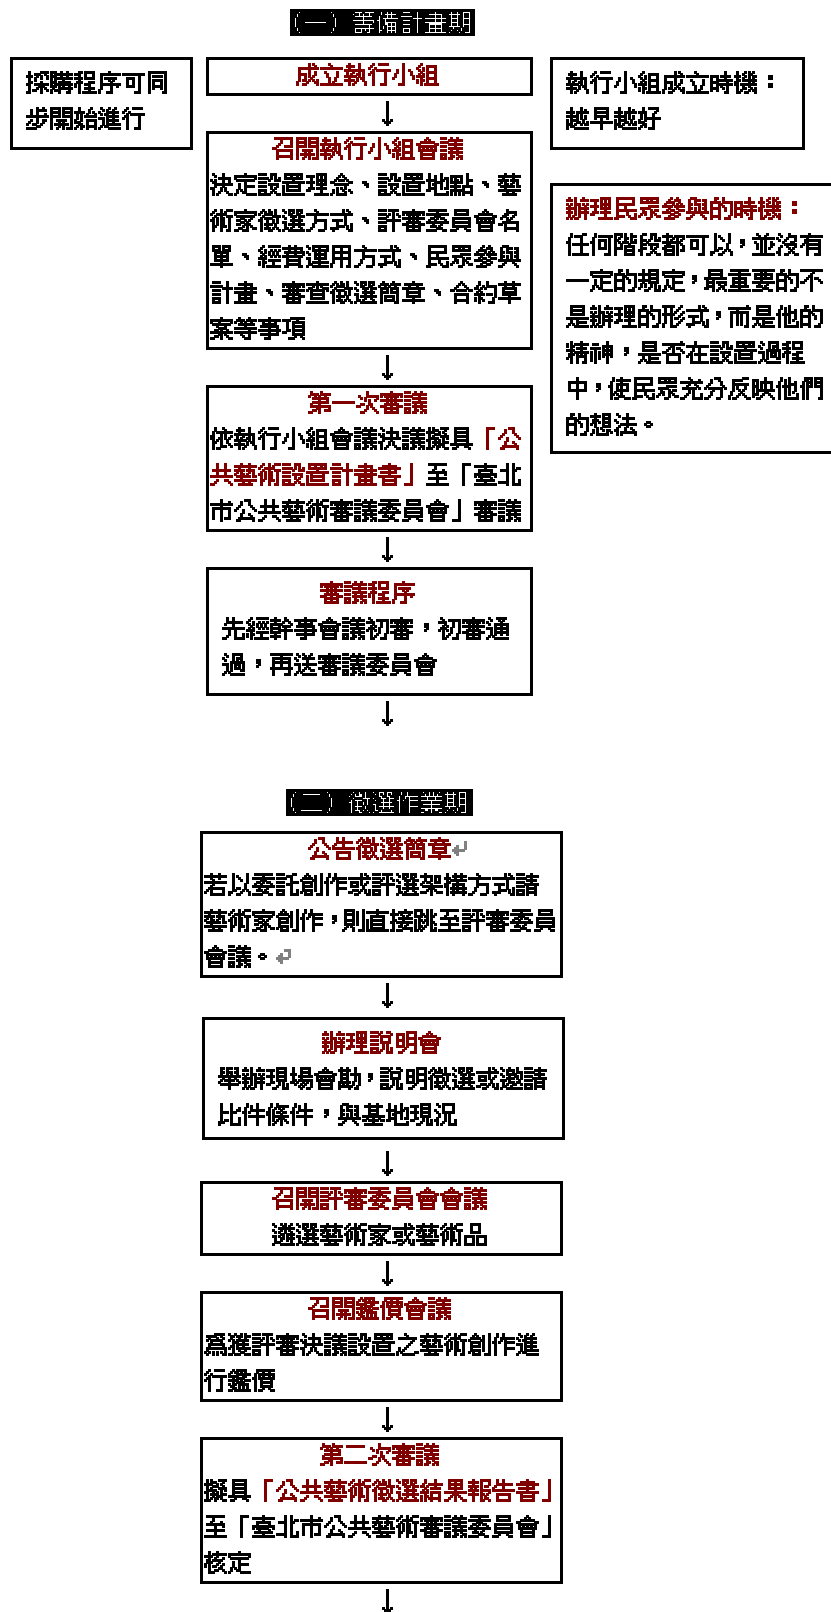 (一) 籌備計畫期
採購程序可同
步開始進行
成立執行小組
執行小組成立時機：
越早越好
召開執行小組會議
決定設置理念、設置地點、藝
術家徵選方式、評審委員會名
單、經費運用方式、民眾參與
計畫、審查徵選簡章、合約草
案等事項
辦理民眾參與的時機：
任何階段都可以，並沒有
一定的規定，最重要的不
是辦理的形式，而是他的
精神，是否在設置過程
中，使民眾充分反映他們
的想法。
第一次審議
依執行小組會議決議擬具「公
共藝術設置計畫書」至「臺北
市公共藝術審議委員會」審議
審議程序
先經幹事會議初審，初審通
過，再送審議委員會
(二) 徵選作業期
公告徵選簡章
若以委託創作或評選架構方式請
藝術家創作，則直接跳至評審委員
會議。
辦理說明會
舉辦現場會勘，說明徵選或邀請
比件條件，與基地現況
召開評審委員會會議
遴選藝術家或藝術品
召開鑑價會議
為獲評審決議設置之藝術創作進
行鑑價
第二次審議
擬具「公共藝術徵選結果報告書」
至「臺北市公共藝術審議委員會」
核定